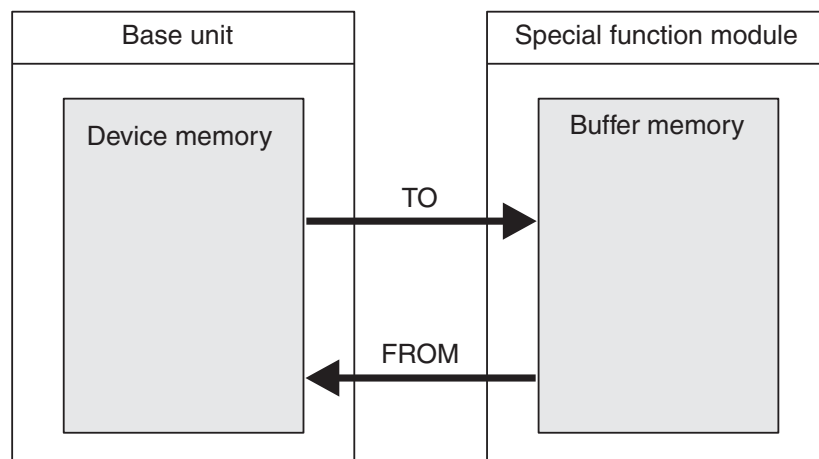 Base unit
Special function module
Device memory
Buffer memory
TO
FROM